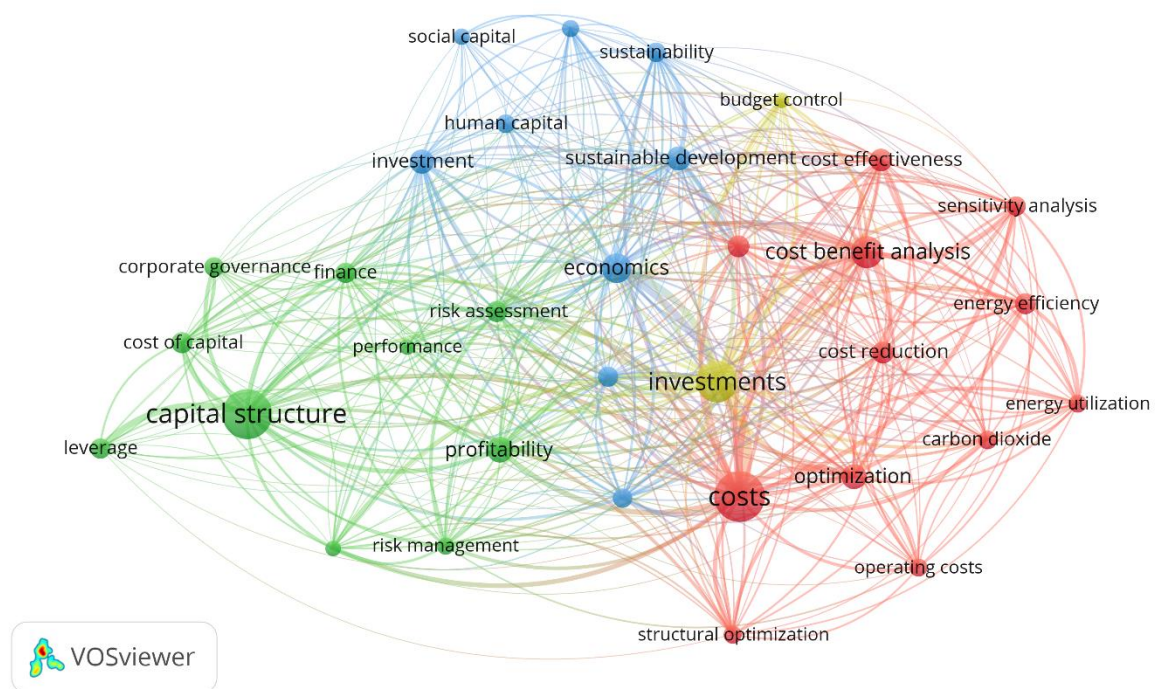 social capital
sustainability
budget control
human capital
investment
sustainable development
cost effectiveness
sensitivity analysis
cost benefit analysis
corporate governance
finance
economics
risk assessment
energy efficiency
cost of capital
performance
cost reduction
investments
capital structure
energy utilization
leverage
profitability
carbon dioxide
optimization
costs
risk management
operating costs
structural optimization
VOSviewer